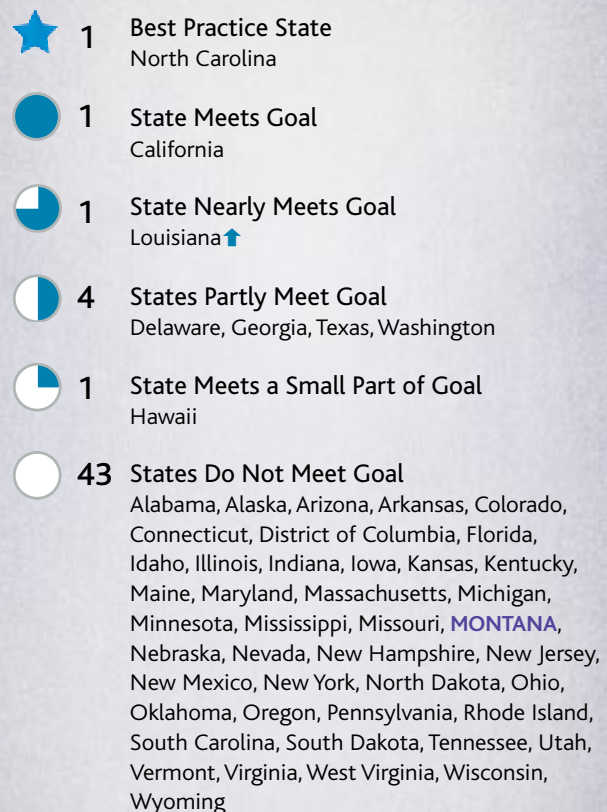 1 Best Practice State
North Carolina
1 State Meets Goal
California
1 State Nearly Meets Goal
Louisiana
4 States Partly Meet Goal
Delaware, Georgia, Texas, Washington
1 State Meets a Small Part of Goal
Hawaii
43 States Do Not Meet Goal
Alabama, Alaska, Arizona, Arkansas, Colorado,
Connecticut, District of Columbia, Florida,
Idaho, Illinois, Indiana, Iowa, Kansas, Kentucky,
Maine, Maryland, Massachusetts, Michigan,
Minnesota, Mississippi, Missouri, MONTANA,
Nebraska, Nevada, New Hampshire, New Jersey,
New Mexico, New York, North Dakota, Ohio,
Oklahoma, Oregon, Pennsylvania, Rhode Island,
South Carolina, South Dakota, Tennessee, Utah,
Vermont, Virginia, West Virginia, Wisconsin,
Wyoming